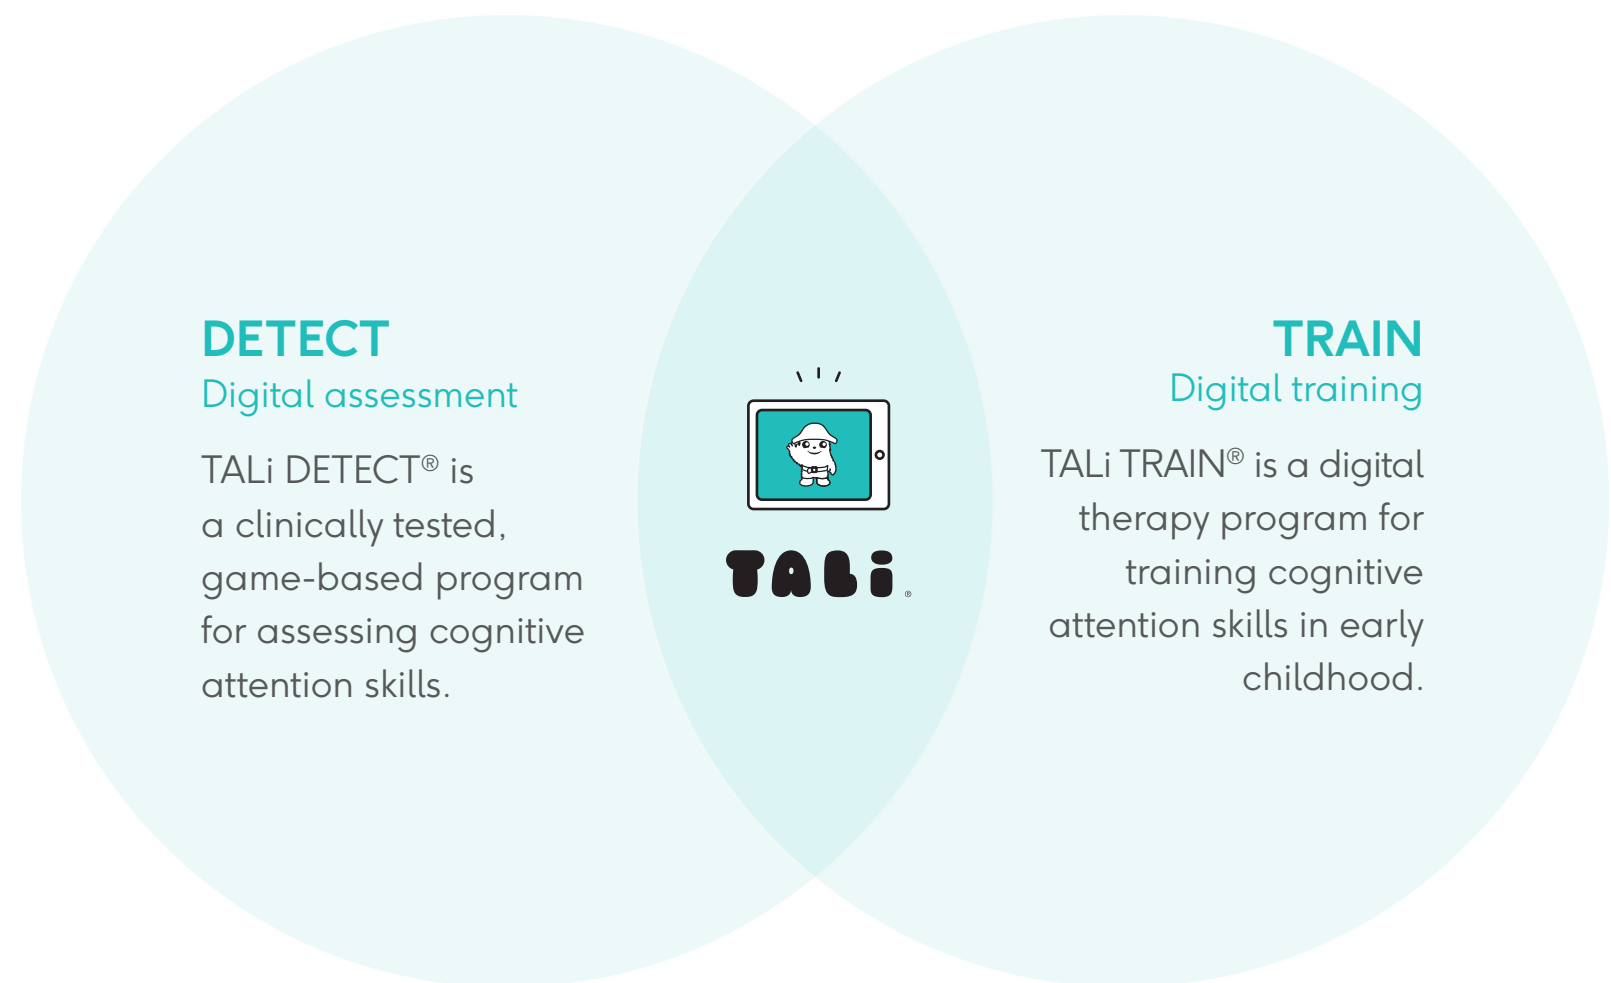 DETECT
Digital assessment
TALi DETECT® is
a clinically tested,
game-based program
for assessing cognitive
attention skills.
TALi®
TRAIN
Digital training
TALi TRAIN® is a digital
therapy program for
training cognitive
attention skills in early
childhood.